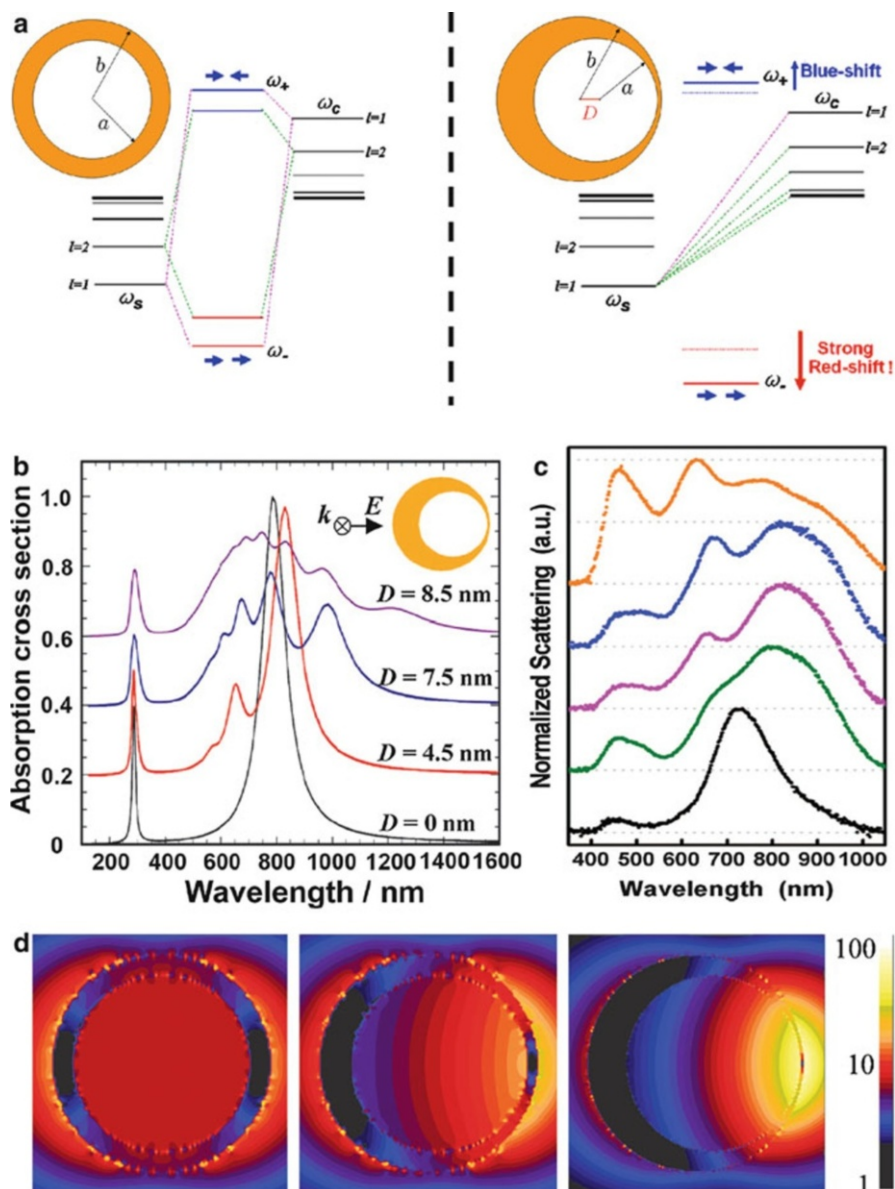 a
b
a
ω+
ωc
l=1
l=2
l=2
l=1
ωs
ω-
b
a
D
ω+
Blue-shift
ωc
l=1
l=2
l=2
l=1
ωs
Strong
Red-shift!
ω-
b
Absorption cross section
1.0
0.8
0.6
0.4
0.2
0
k E
D = 8.5 nm
D = 7.5 nm
D = 4.5 nm
D = 0 nm
200 400 600 800 1000 1200 1400 1600
Wavelength / nm
c
Normalized Scattering (a.u.)
400 500 600 700 800 900 1000
Wavelength (nm)
d
100
10
1